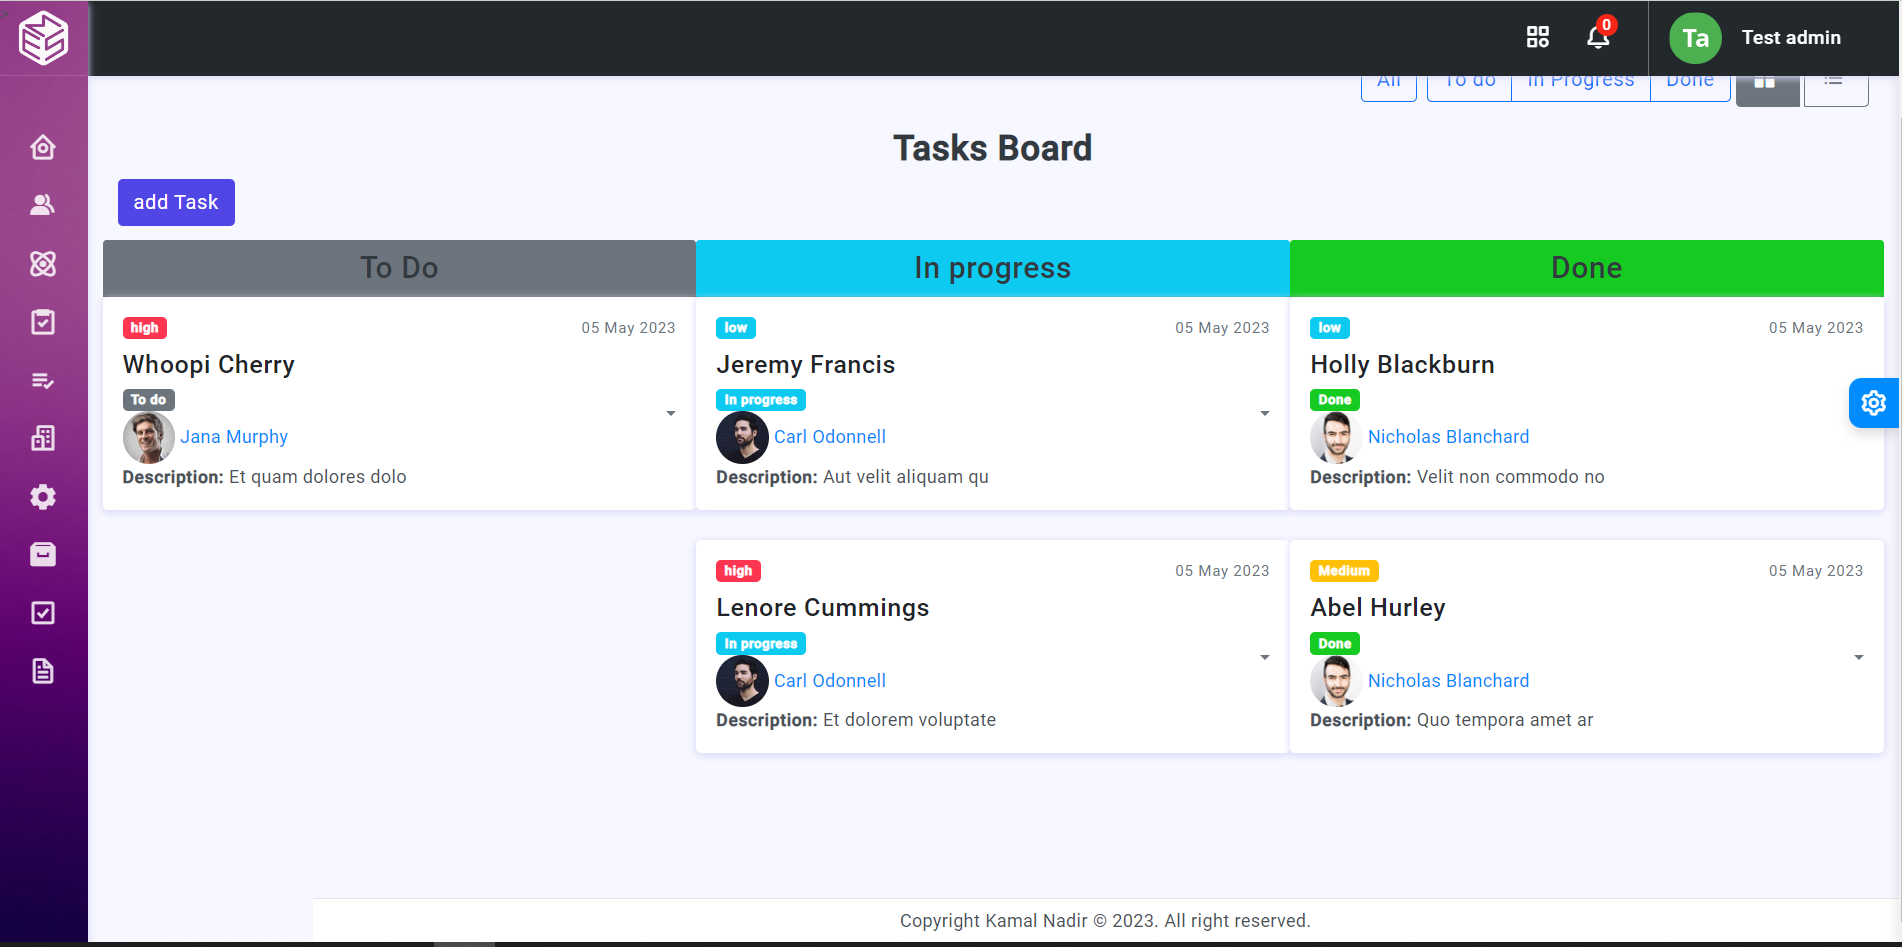 >
0
Ta Test admin
All To do In Progress Done
Tasks Board
add Task
To Do
high 05 May 2023
Whoopi Cherry
To do
Jana Murphy
Description: Et quam dolores dolo
In progress
low 05 May 2023
Jeremy Francis
In progress
Carl Odonnell
Description: Aut velit aliquam qu
high 05 May 2023
Lenore Cummings
In progress
Carl Odonnell
Description: Et dolorem voluptate
Done
low 05 May 2023
Holly Blackburn
Done
Nicholas Blanchard
Description: Velit non commodo no
Medium 05 May 2023
Abel Hurley
Done
Nicholas Blanchard
Description: Quo tempora amet ar
Copyright Kamal Nadir © 2023. All right reserved.